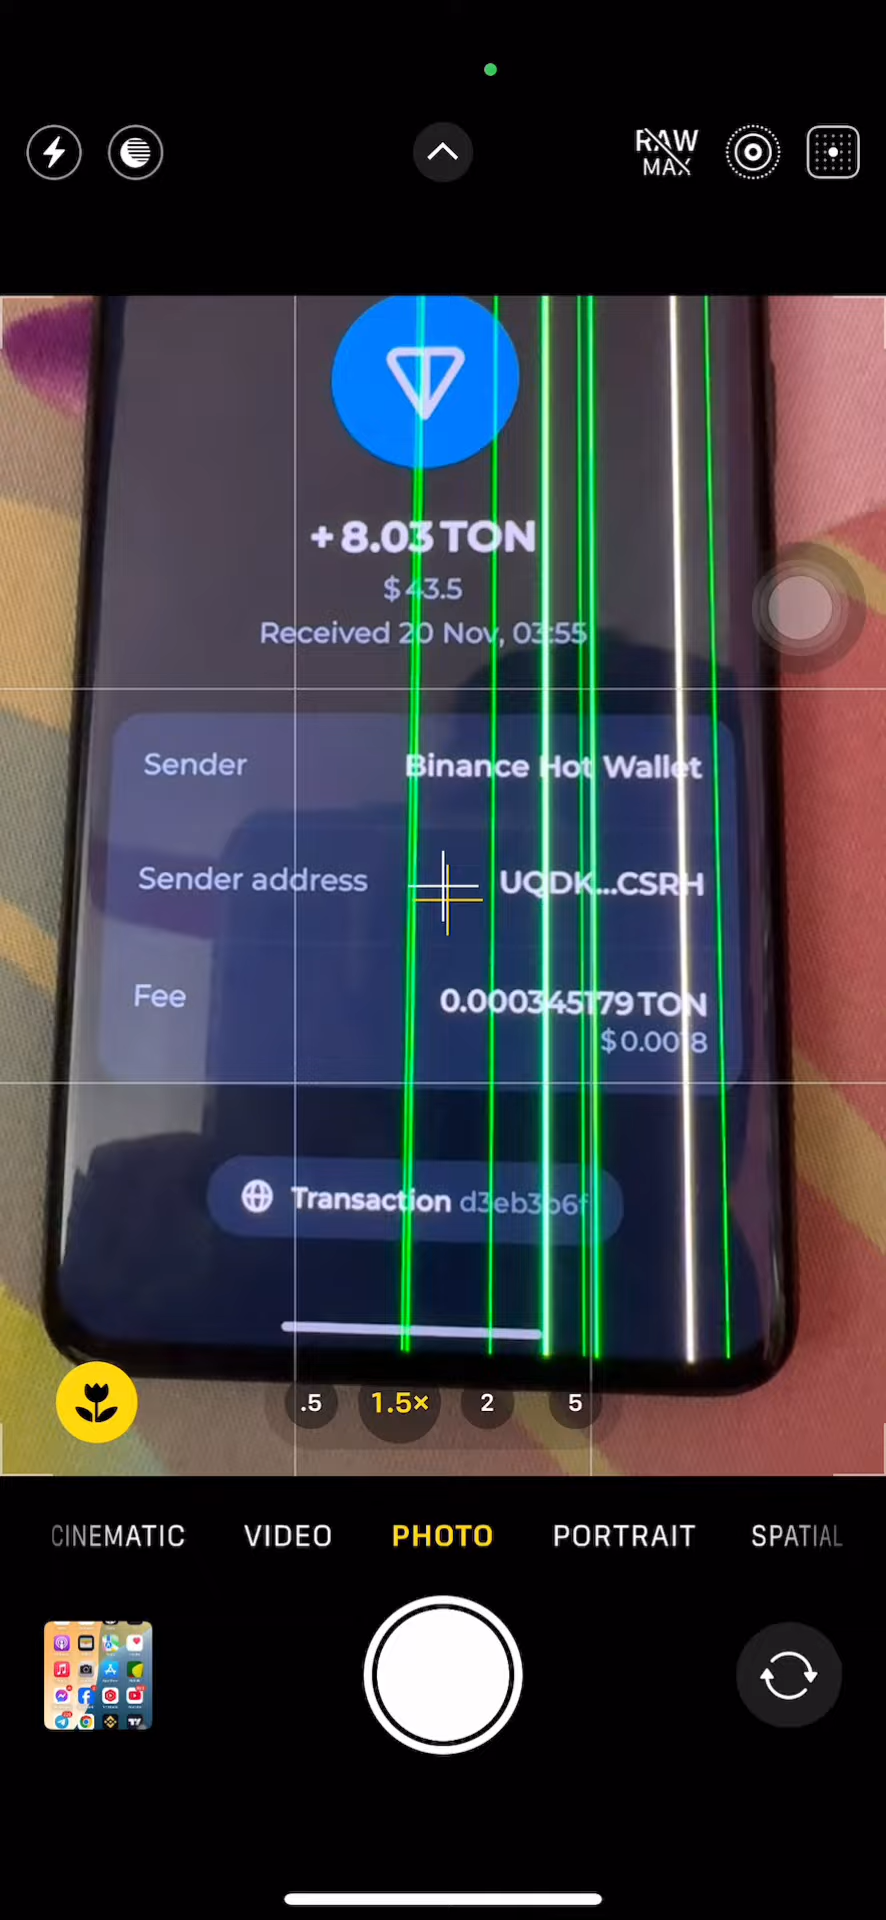 RAW
MAX
+ 8.03 TON
$ 43.5
Received 20 Nov, 03:55
Sender Binance Hot Wallet
Sender address UQDK...CSRH
Fee 0.000345179 TON
$ 0.0018
Transaction d3eb3b6f
.5 1.5× 2 5
CINEMATIC VIDEO PHOTO PORTRAIT SPATIAL